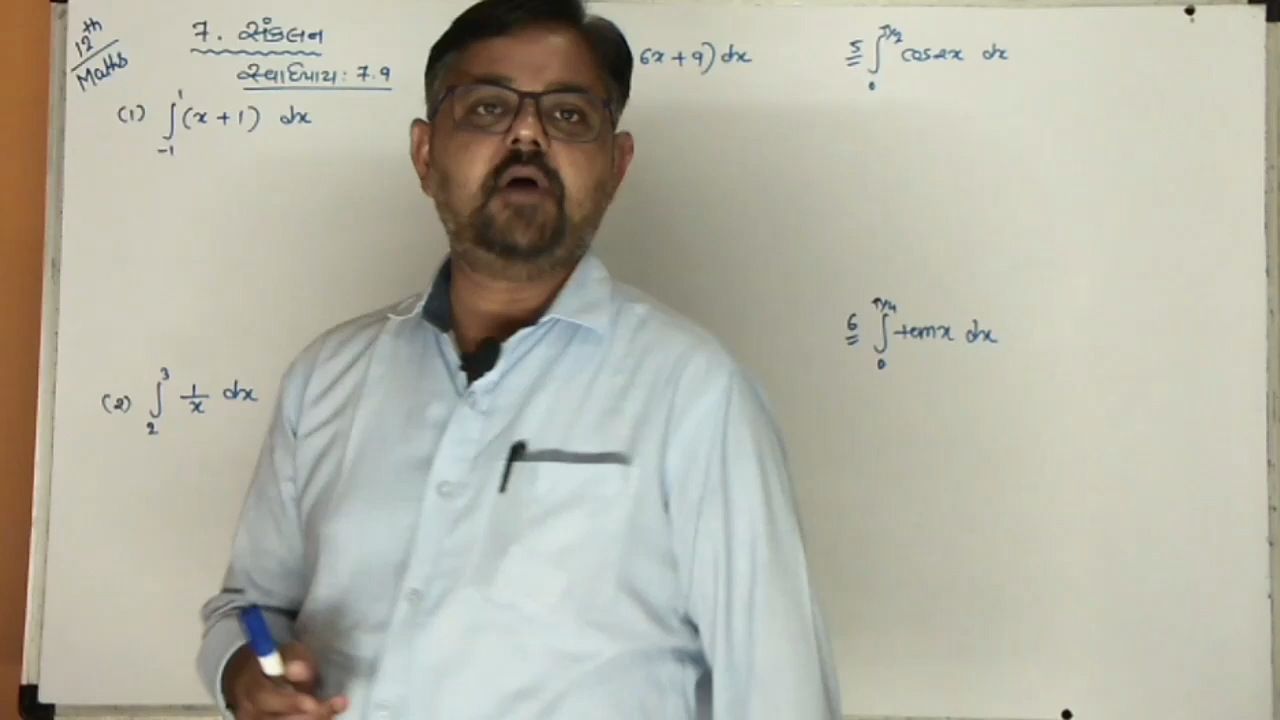 12th
Maths
7. સંકલન
સ્વાધ્યાય : 7.9
(1) ∫₋₁¹ (x + 1) dx
(2) ∫₂³ 1/x dx
6x + 9) dx
5 ∫₀^π/2 cos2x dx
6 ∫₀^π/4 tanx dx